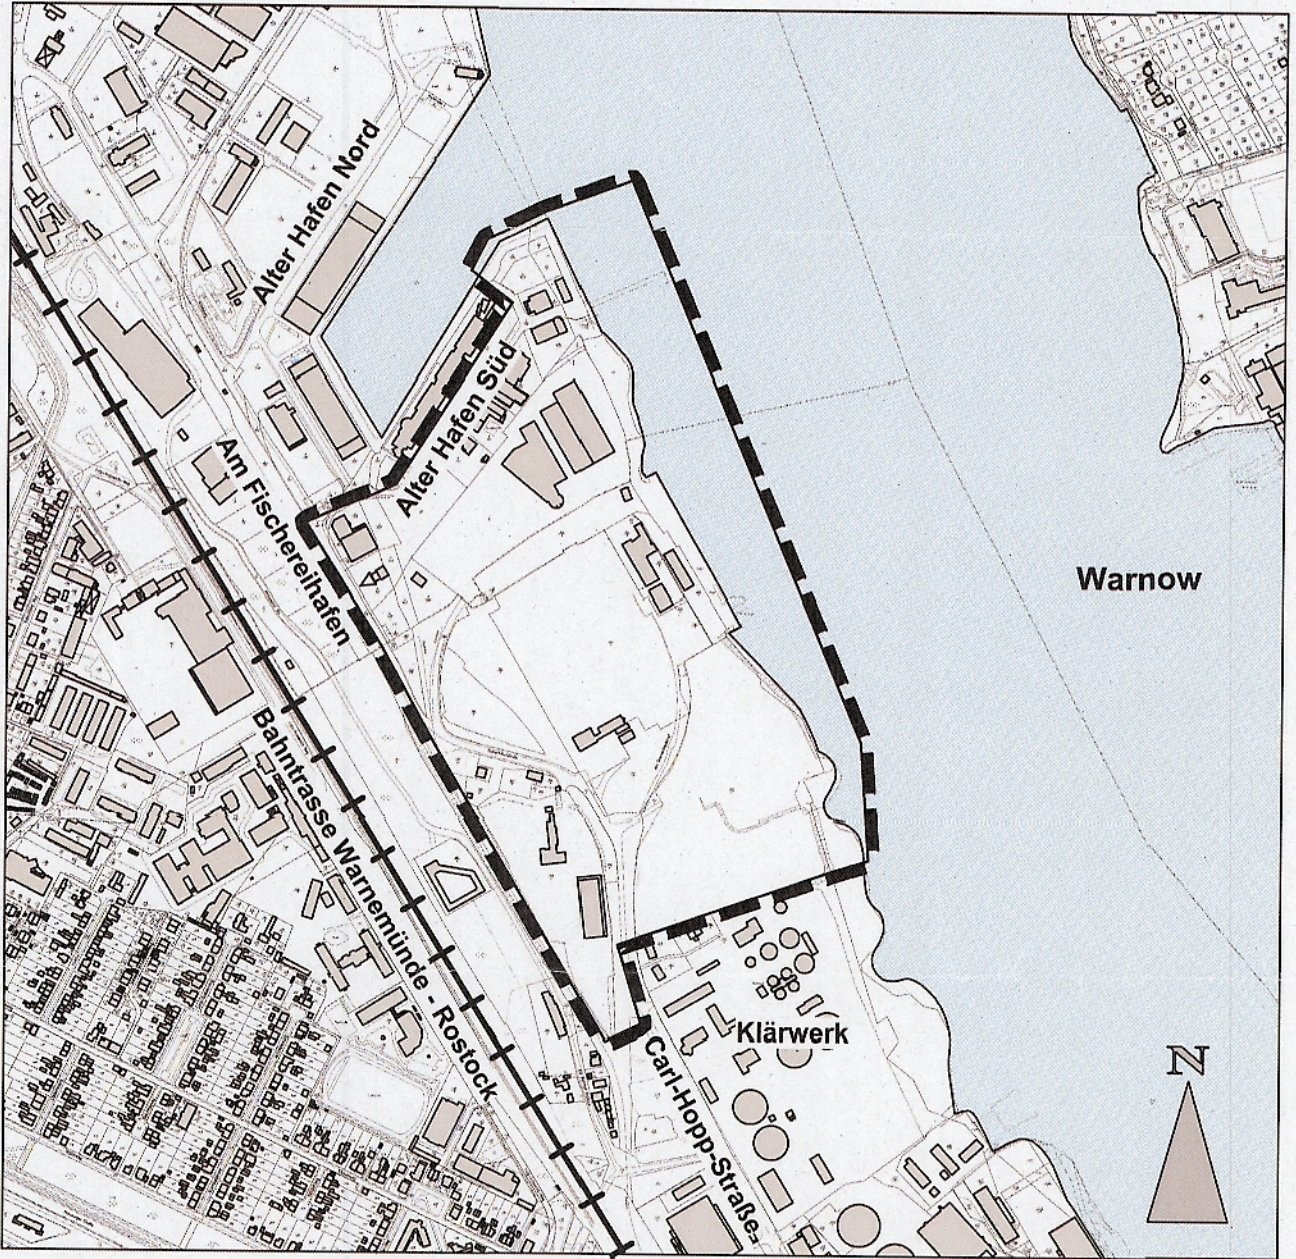 Alter Hafen Nord
Alter Hafen Süd
Am Fischereihafen
Warnow
Bahntrasse Warnemünde - Rostock
Klärwerk
Carl-Hopp-Straße
N